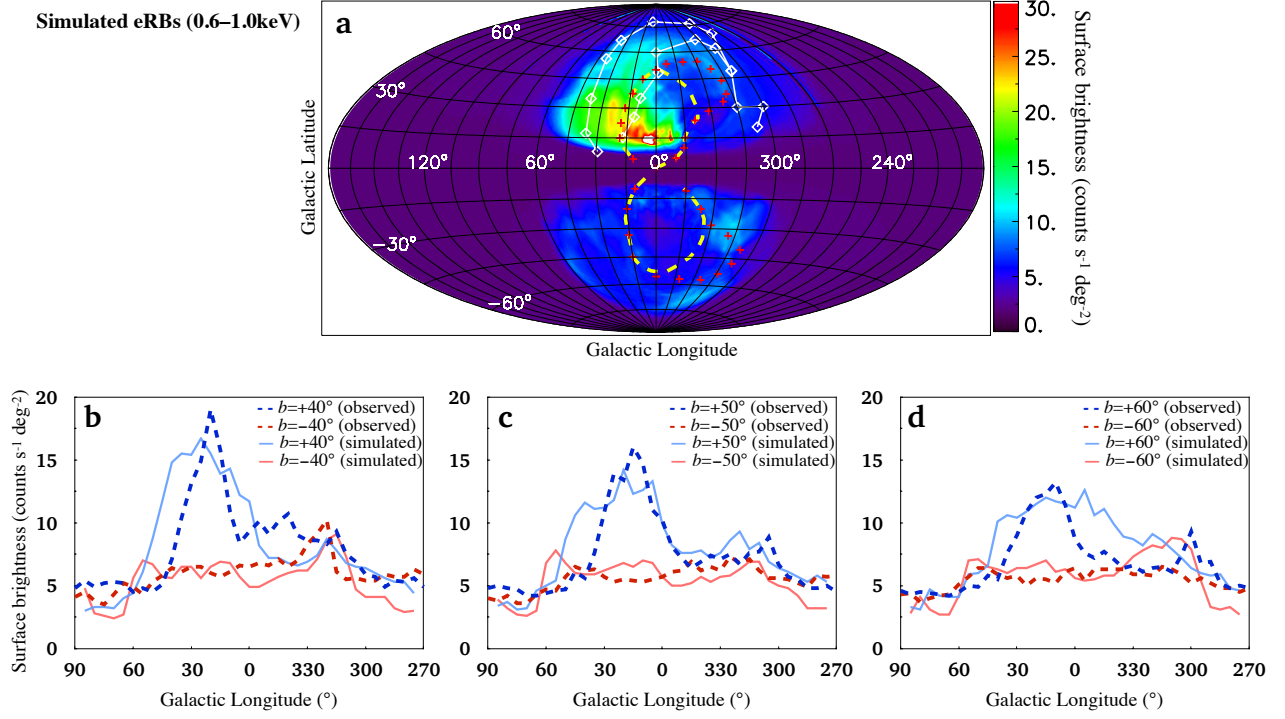 Simulated eRBs (0.6–1.0keV)
a
60°
30°
120°
60°
0°
300°
240°
−30°
−60°
Galactic Latitude
Galactic Longitude
30.
25.
20.
15.
10.
5.
0.
Surface brightness (counts s-1 deg-2)
b
b=+40° (observed)
b=−40° (observed)
b=+40° (simulated)
b=−40° (simulated)
20
15
10
5
0
90
60
30
0
330
300
270
Surface brightness (counts s-1 deg-2)
Galactic Longitude (°)
c
b=+50° (observed)
b=−50° (observed)
b=+50° (simulated)
b=−50° (simulated)
20
15
10
5
0
90
60
30
0
330
300
270
Galactic Longitude (°)
d
b=+60° (observed)
b=−60° (observed)
b=+60° (simulated)
b=−60° (simulated)
20
15
10
5
0
90
60
30
0
330
300
270
Galactic Longitude (°)